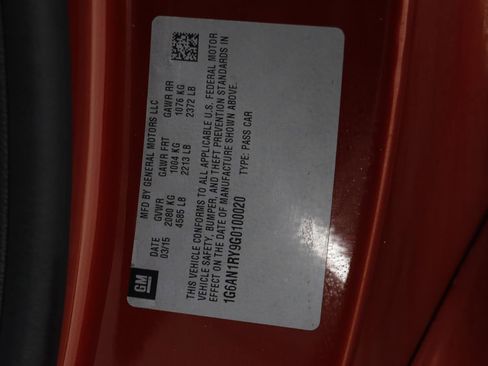 GM
MFD BY GENERAL MOTORS LLC
DATE GVWR GAWR FRT GAWR RR
03/15 2080 KG 1004 KG 1076 KG
4585 LB 2213 LB 2372 LB
THIS VEHICLE CONFORMS TO ALL APPLICABLE U.S. FEDERAL MOTOR
VEHICLE SAFETY, BUMPER, AND THEFT PREVENTION STANDARDS IN
EFFECT ON THE DATE OF MANUFACTURE SHOWN ABOVE.
1G6AN1RY9G0100020 TYPE: PASS CAR